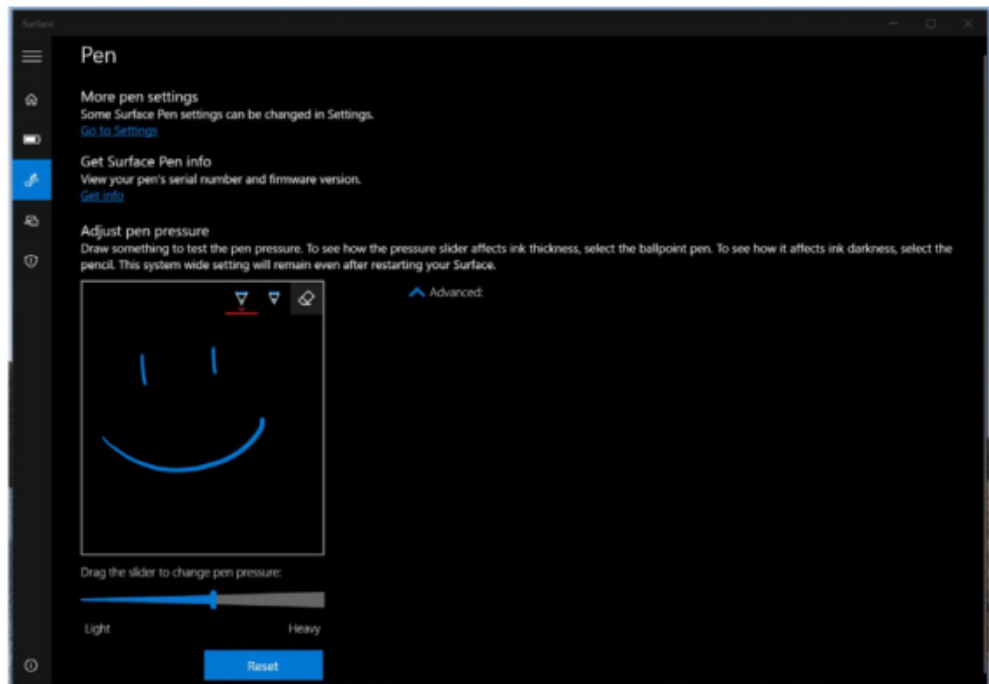 Surface
Pen
More pen settings
Some Surface Pen settings can be changed in Settings.
Go to Settings
Get Surface Pen info
View your pen's serial number and firmware version.
Get info
Adjust pen pressure
Draw something to test the pen pressure. To see how the pressure slider affects ink thickness, select the ballpoint pen. To see how it affects ink darkness, select the
pencil. This system wide setting will remain even after restarting your Surface.
Advanced:
Drag the slider to change pen pressure:
Light Heavy
Reset